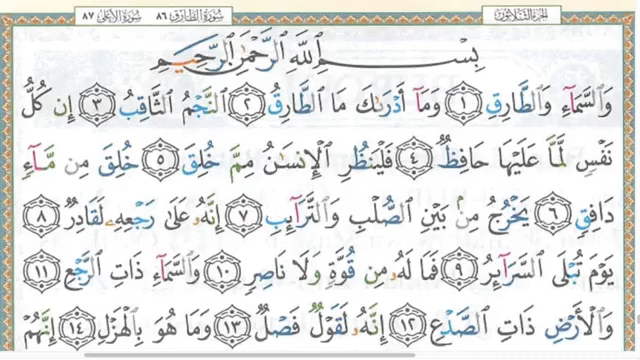 الجزء الثلاثون سورة الطارق ٨٦ سورة الأعلى ٨٧
بِسْمِ اللَّهِ الرَّحْمَٰنِ الرَّحِيمِ
وَالسَّمَاءِ وَالطَّارِقِ ١ وَمَا أَدْرَىٰكَ مَا الطَّارِقُ ٢ النَّجْمُ الثَّاقِبُ ٣ إِن كُلُّ
نَفْسٍ لَّمَّا عَلَيْهَا حَافِظٌ ٤ فَلْيَنظُرِ الْإِنسَٰنُ مِمَّ خُلِقَ ٥ خُلِقَ مِن مَّاءٍ
دَافِقٍ ٦ يَخْرُجُ مِن بَيْنِ الصُّلْبِ وَالتَّرَائِبِ ٧ إِنَّهُ عَلَىٰ رَجْعِهِ لَقَادِرٌ ٨
يَوْمَ تُبْلَى السَّرَائِرُ ٩ فَمَا لَهُ مِن قُوَّةٍ وَلَا نَاصِرٍ ١٠ وَالسَّمَاءِ ذَاتِ الرَّجْعِ ١١
وَالْأَرْضِ ذَاتِ الصَّدْعِ ١٢ إِنَّهُ لَقَوْلٌ فَصْلٌ ١٣ وَمَا هُوَ بِالْهَزْلِ ١٤ إِنَّهُمْ